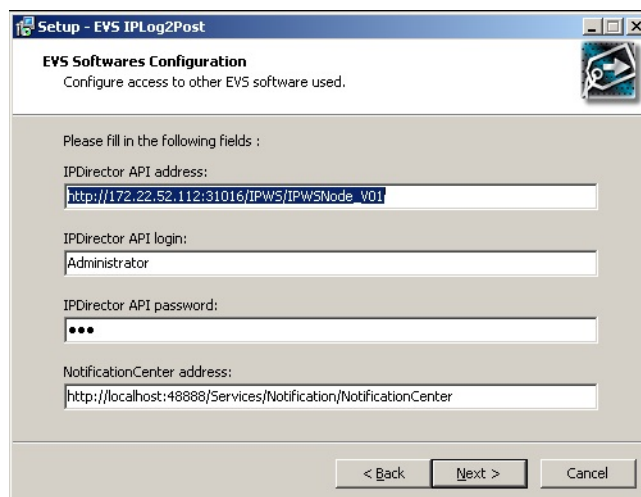 Setup - EVS IPLog2Post
EVS Softwares Configuration
Configure access to other EVS software used.
Please fill in the following fields :
IPDirector API address:
http://172.22.52.112:31016/IPWS/IPWSNode_V01
IPDirector API login:
Administrator
IPDirector API password:
●●●
NotificationCenter address:
http://localhost:48888/Services/Notification/NotificationCenter
< Back
Next >
Cancel